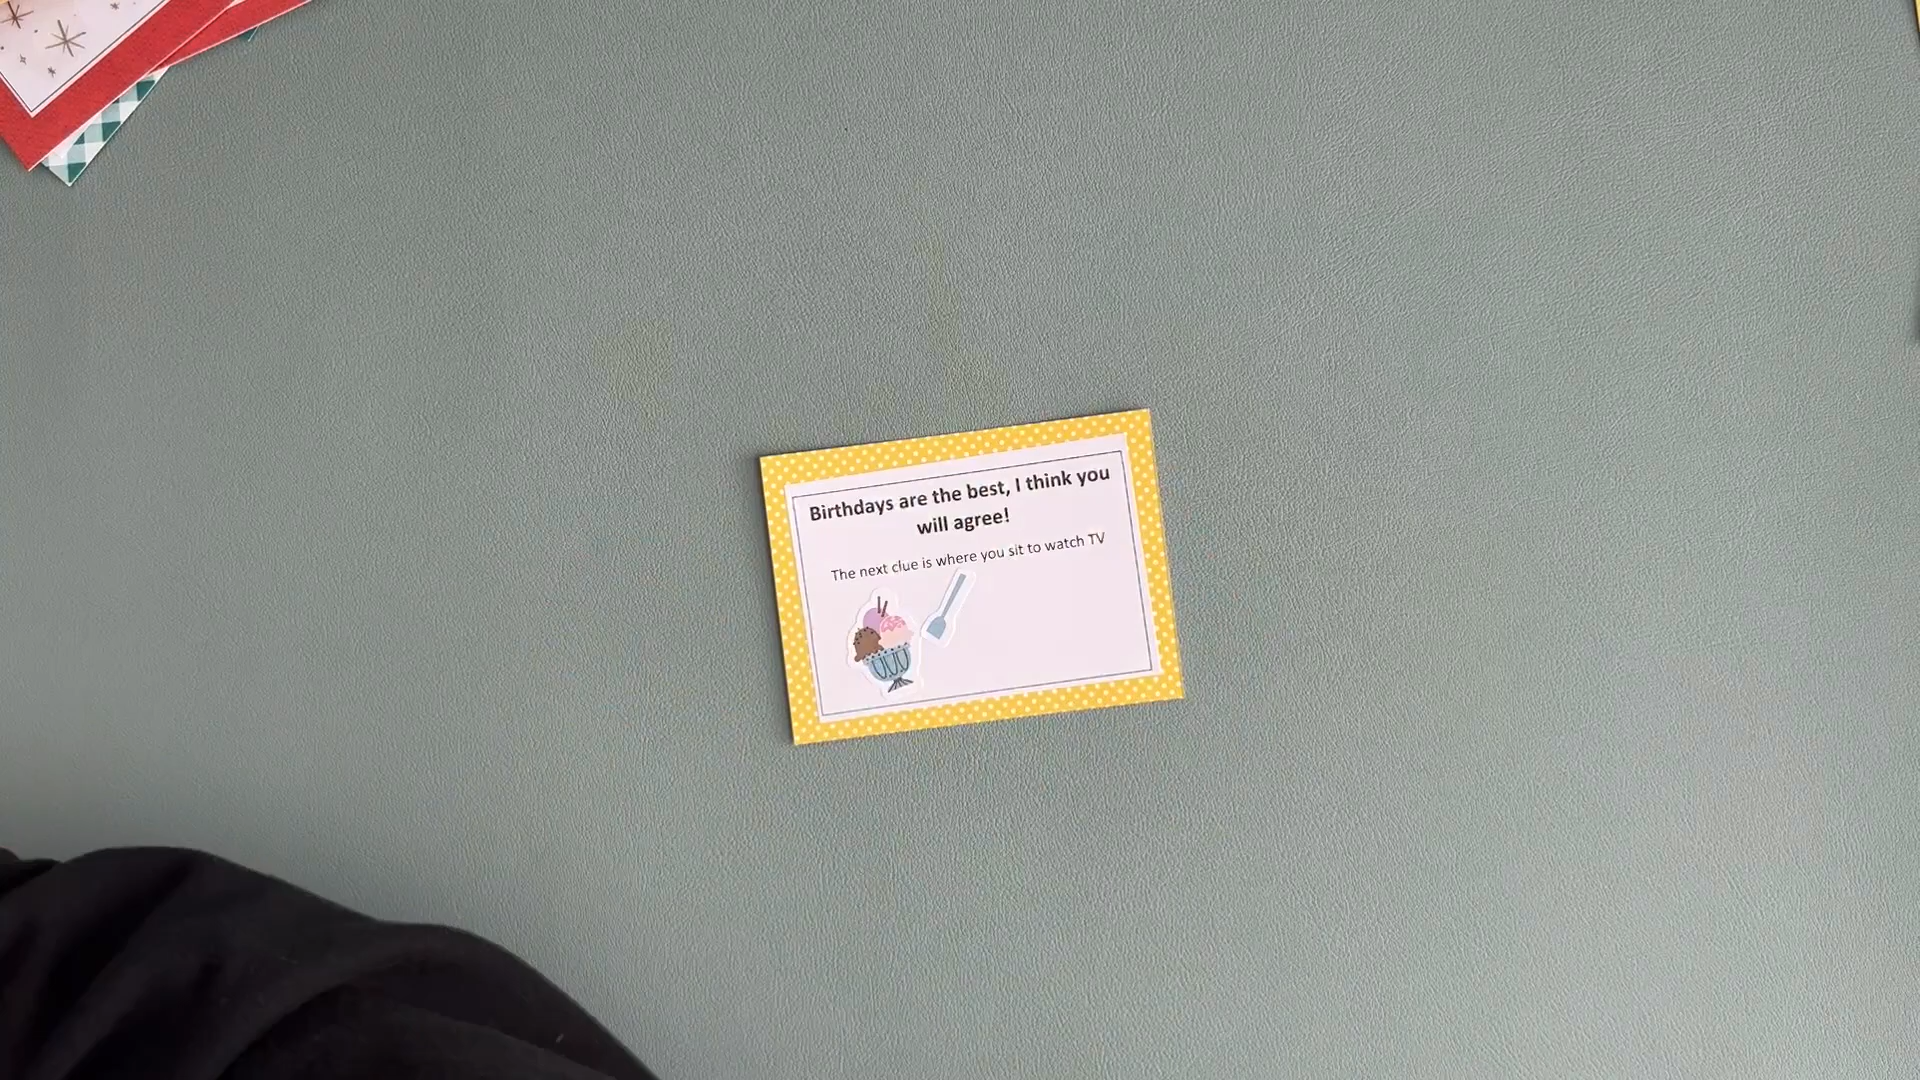 Birthdays are the best, I think you
will agree!
The next clue is where you sit to watch TV